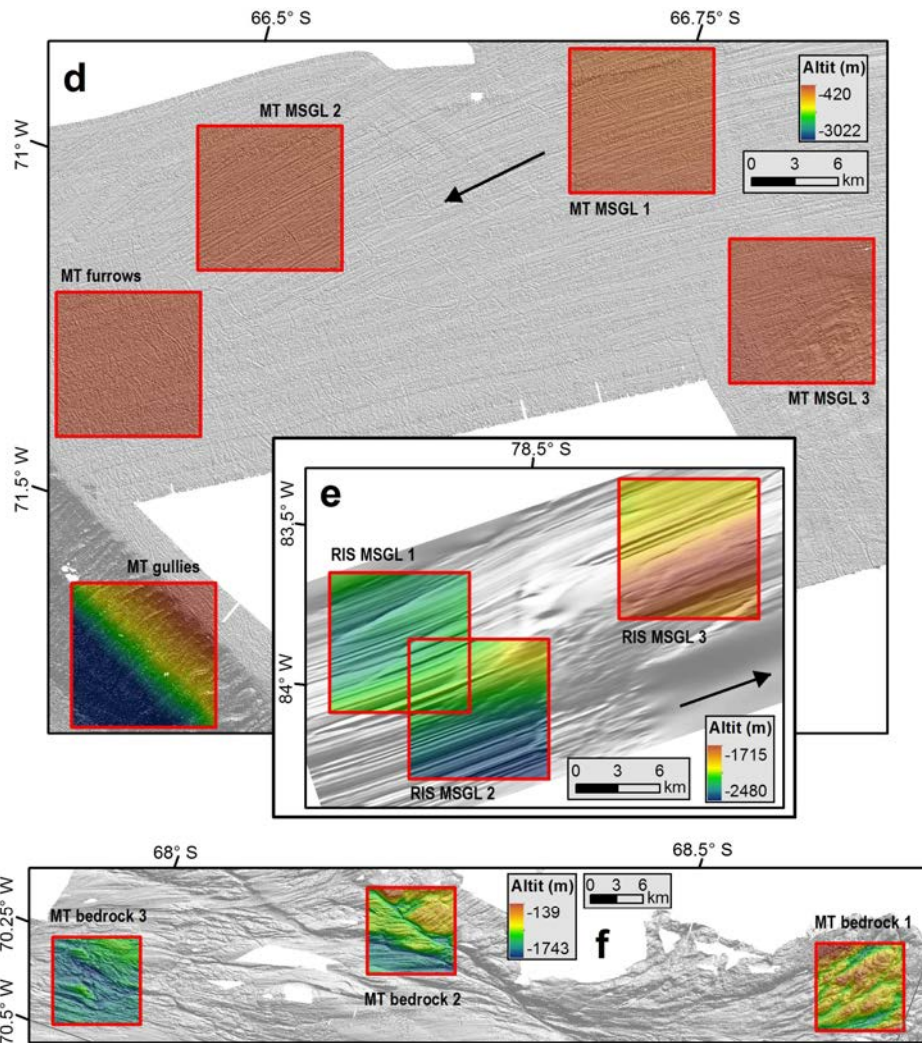 66.5° S
66.75° S
d
Altit (m)
-420
-3022
MT MSGL 2
71° W
0 3 6
km
MT MSGL 1
MT furrows
MT MSGL 3
78.5° S
71.5° W
e
83.5° W
MT gullies
RIS MSGL 1
RIS MSGL 3
84° W
Altit (m)
-1715
-2480
0 3 6
km
RIS MSGL 2
68° S
68.5° S
Altit (m)
-139
-1743
0 3 6
km
70.25° W
MT bedrock 3
f
MT bedrock 1
MT bedrock 2
70.5° W